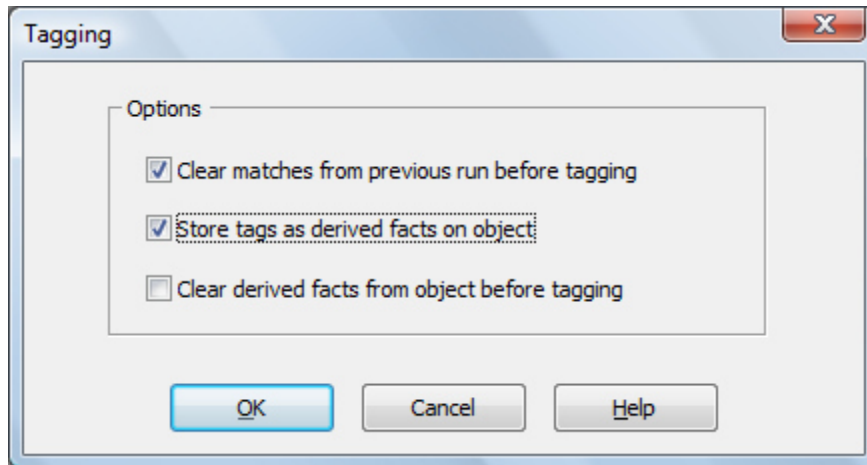 Tagging
Options
Clear matches from previous run before tagging
Store tags as derived facts on object
Clear derived facts from object before tagging
OK Cancel Help